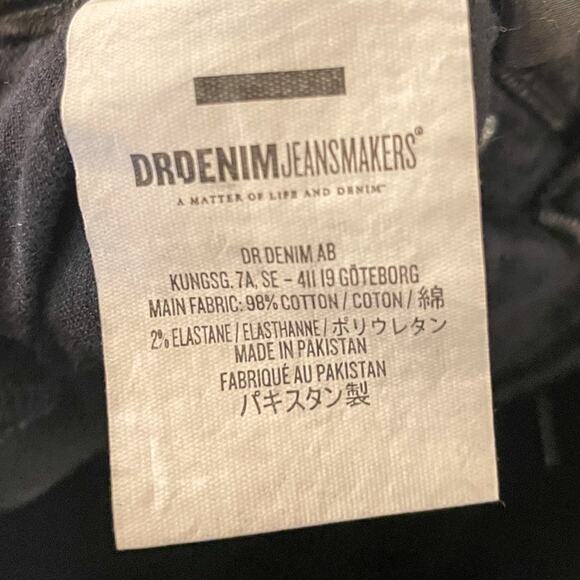 DRDENIMJEANSMAKERS®
A MATTER OF LIFE AND DENIM™
DR DENIM AB
KUNGSG. 7A, SE – 411 19 GÖTEBORG
MAIN FABRIC: 98% COTTON / COTON / 綿
2% ELASTANE / ELASTHANNE / ポリウレタン
MADE IN PAKISTAN
FABRIQUÉ AU PAKISTAN
パキスタン製